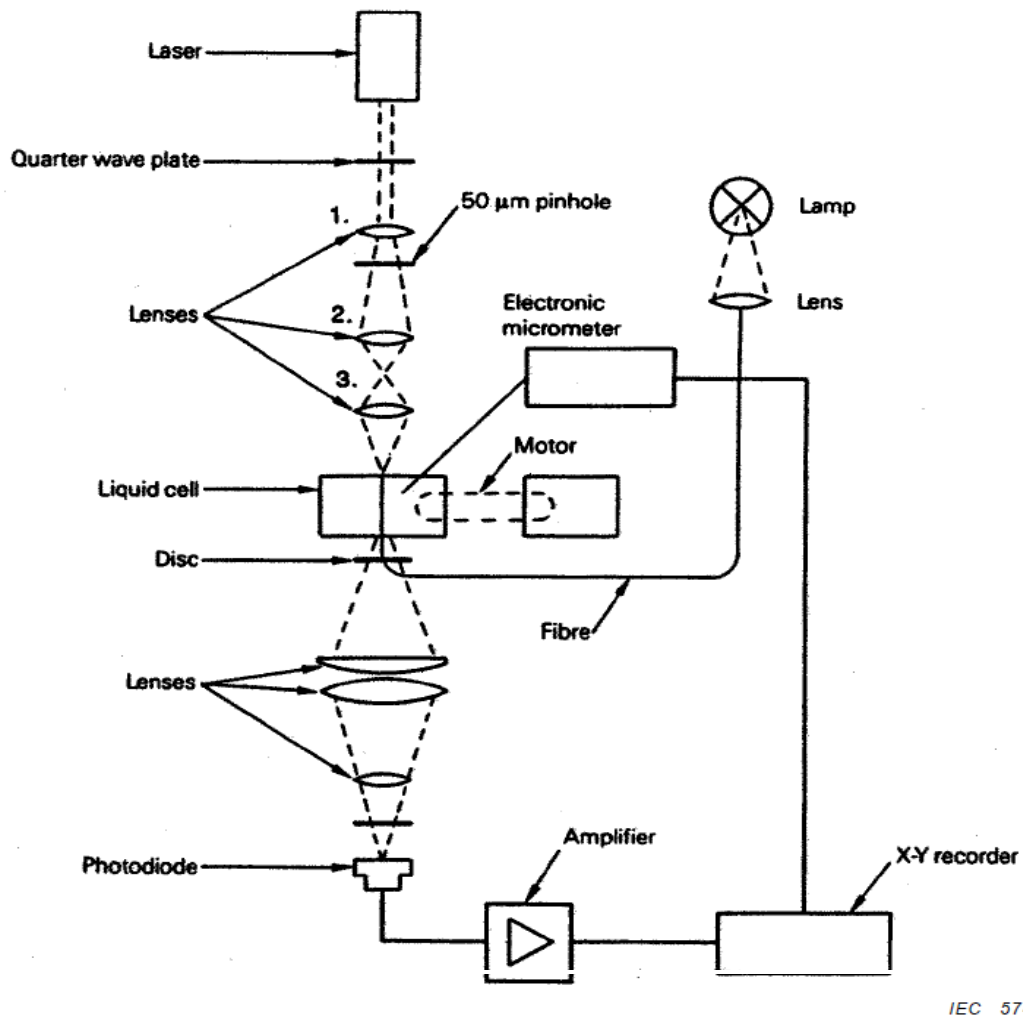 Laser
Quarter wave plate
1.
50 µm pinhole
Lamp
Lenses
2.
Electronic
micrometer
Lens
3.
Motor
Liquid cell
Disc
Fibre
Lenses
Amplifier
Photodiode
X-Y recorder
IEC 57